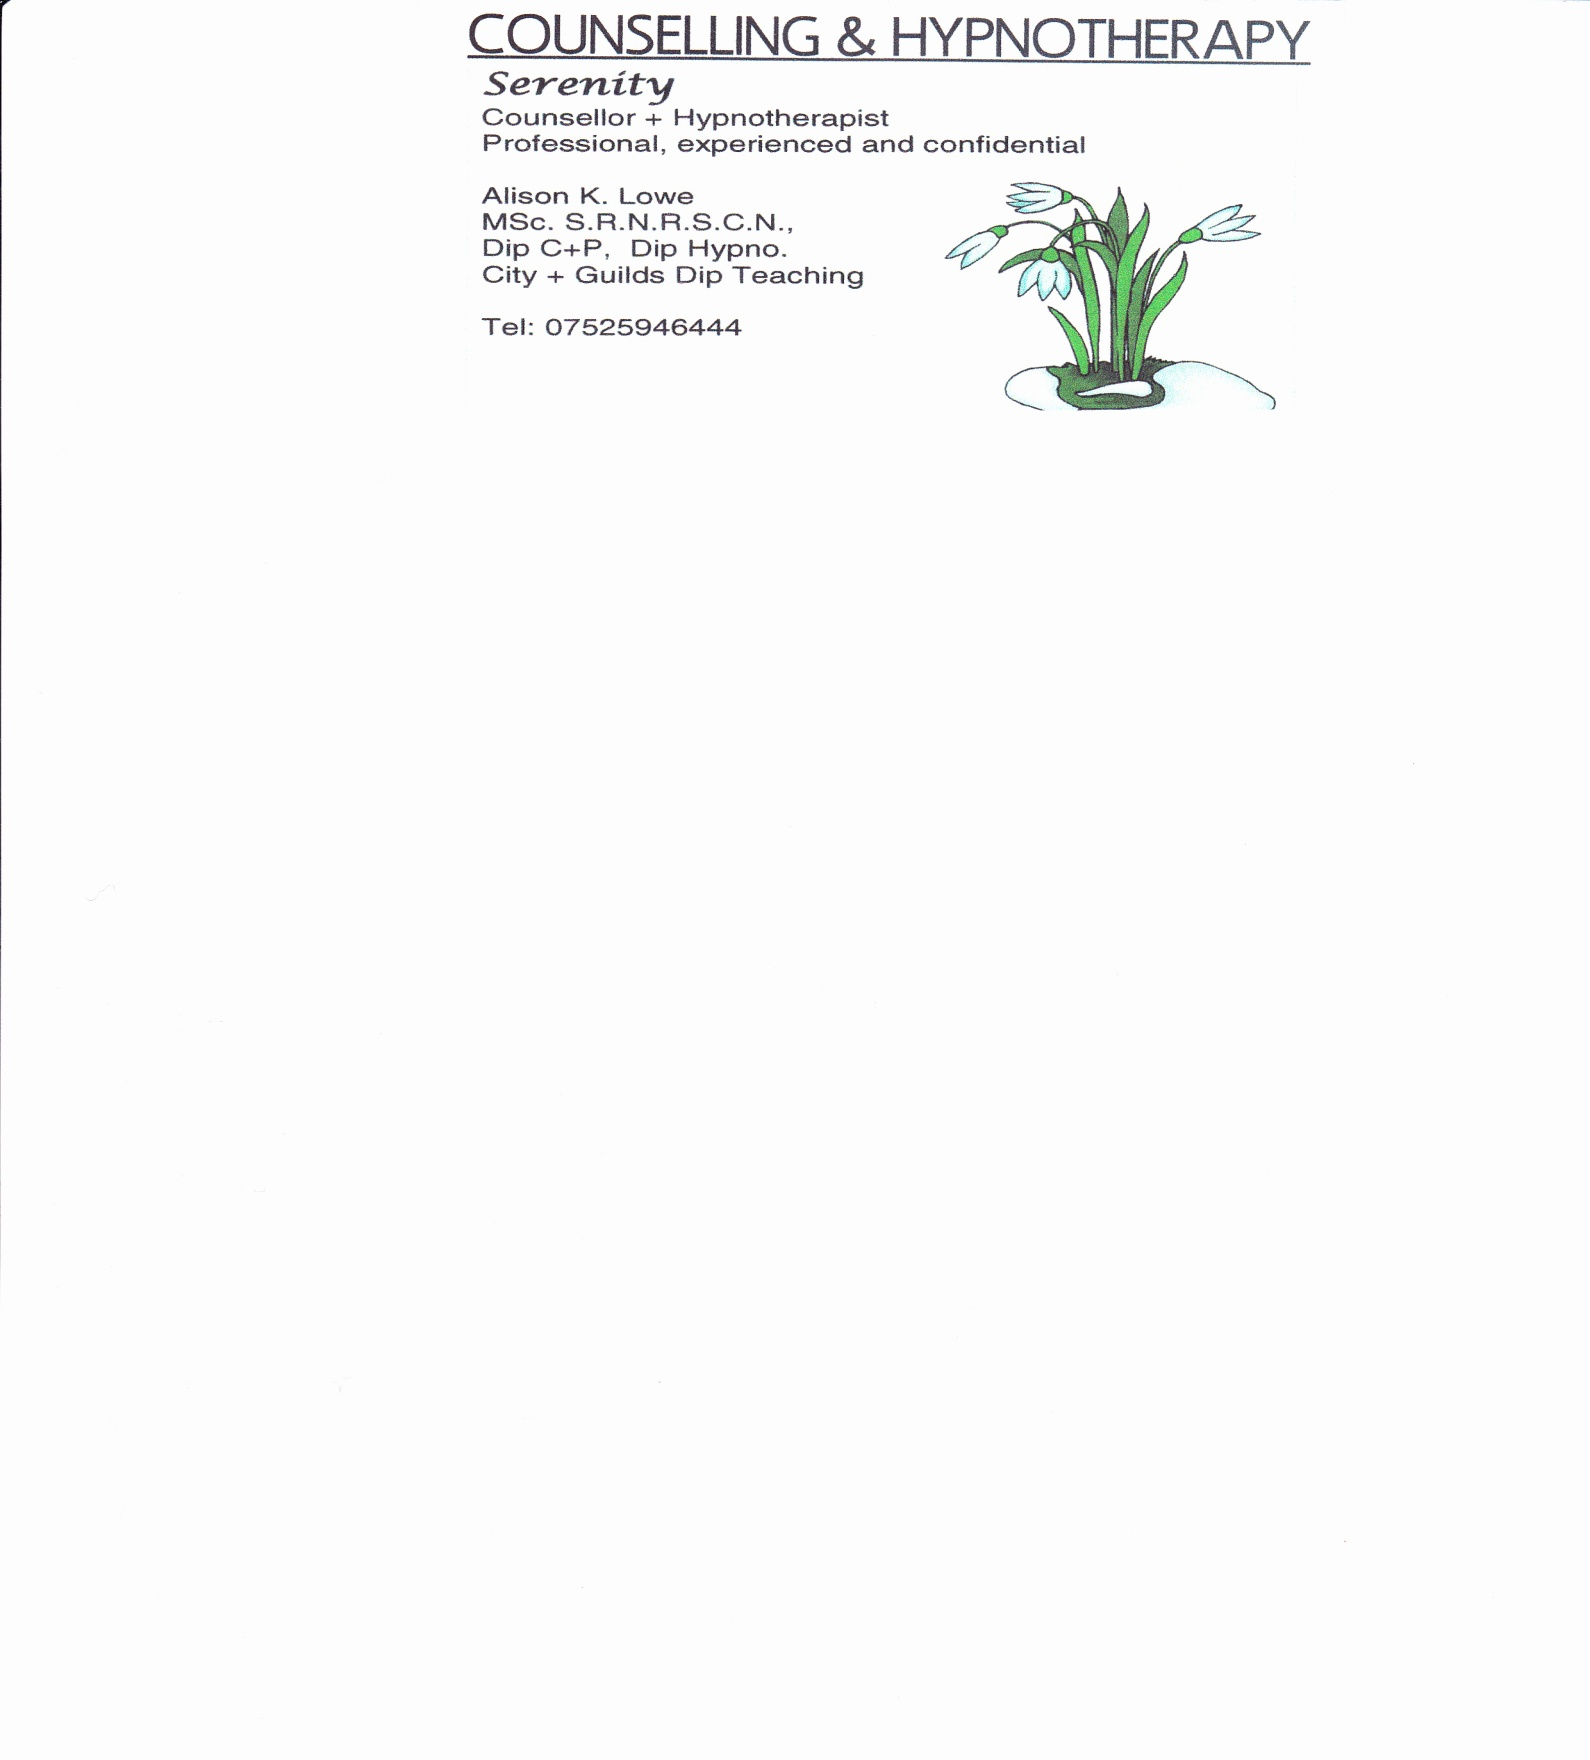 COUNSELLING & HYPNOTHERAPY
Serenity
Counsellor + Hypnotherapist
Professional, experienced and confidential
Alison K. Lowe
MSc. S.R.N.R.S.C.N.,
Dip C+P, Dip Hypno.
City + Guilds Dip Teaching
Tel: 07525946444